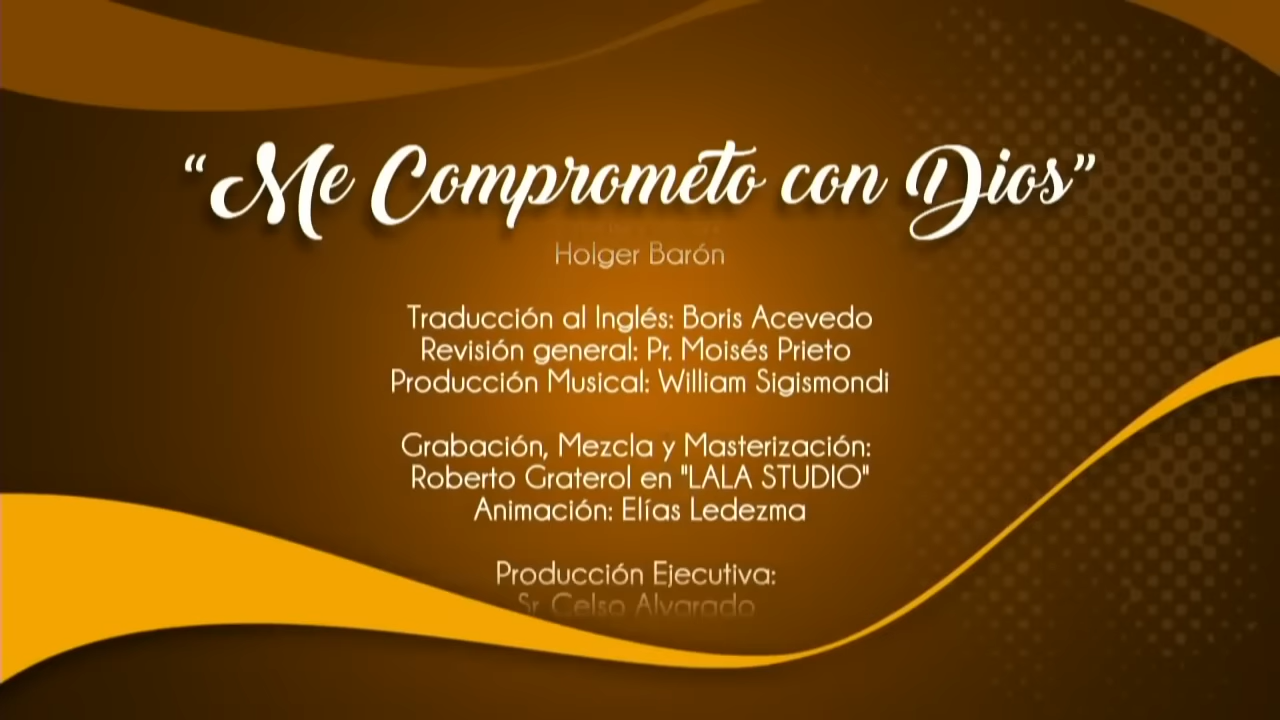 “Me Comprometo con Dios”
Holger Barón
Traducción al Inglés: Boris Acevedo
Revisión general: Pr. Moisés Prieto
Producción Musical: William Sigismondi
Grabación, Mezcla y Masterización:
Roberto Graterol en "LALA STUDIO"
Animación: Elías Ledezma
Producción Ejecutiva:
Sr. Celso Alvarado